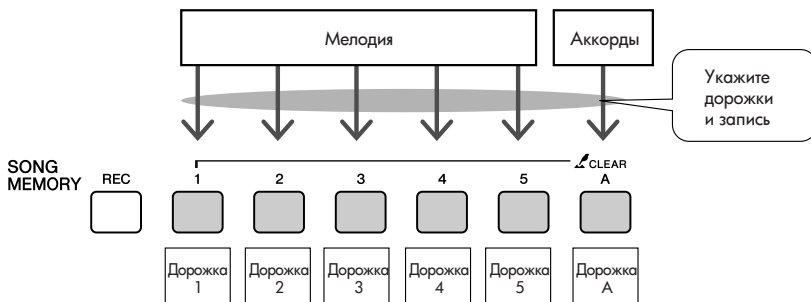 Мелодия
Аккорды
Укажите
дорожки
и запись
SONG
MEMORY
REC
1
2
3
4
5
A
CLEAR
Дорожка
1
Дорожка
2
Дорожка
3
Дорожка
4
Дорожка
5
Дорожка
A